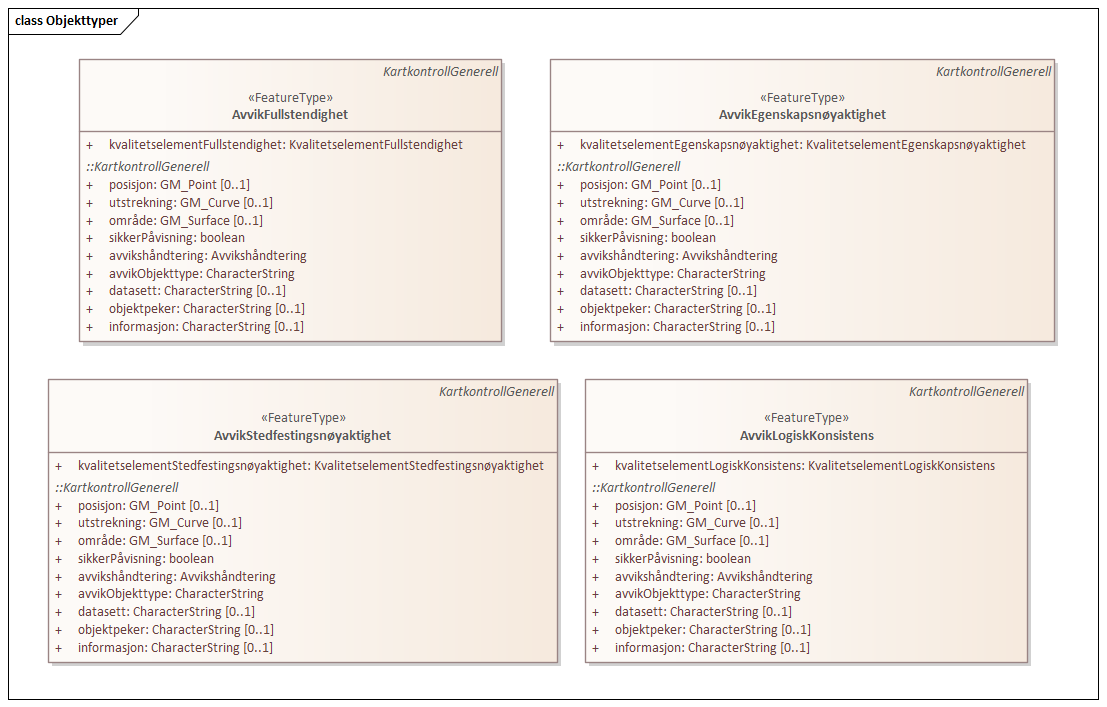 class Objekttyper
KartkontrollGenerell
«FeatureType»
AvvikFullstendighet
+ kvalitetselementFullstendighet: KvalitetselementFullstendighet
::KartkontrollGenerell
+ posisjon: GM_Point [0..1]
+ utstrekning: GM_Curve [0..1]
+ område: GM_Surface [0..1]
+ sikkerPåvisning: boolean
+ avvikshåndtering: Avvikshåndtering
+ avvikObjekttype: CharacterString
+ datasett: CharacterString [0..1]
+ objektpeker: CharacterString [0..1]
+ informasjon: CharacterString [0..1]
KartkontrollGenerell
«FeatureType»
AvvikEgenskapsnøyaktighet
+ kvalitetselementEgenskapsnøyaktighet: KvalitetselementEgenskapsnøyaktighet
::KartkontrollGenerell
+ posisjon: GM_Point [0..1]
+ utstrekning: GM_Curve [0..1]
+ område: GM_Surface [0..1]
+ sikkerPåvisning: boolean
+ avvikshåndtering: Avvikshåndtering
+ avvikObjekttype: CharacterString
+ datasett: CharacterString [0..1]
+ objektpeker: CharacterString [0..1]
+ informasjon: CharacterString [0..1]
KartkontrollGenerell
«FeatureType»
AvvikStedfestingsnøyaktighet
+ kvalitetselementStedfestingsnøyaktighet: KvalitetselementStedfestingsnøyaktighet
::KartkontrollGenerell
+ posisjon: GM_Point [0..1]
+ utstrekning: GM_Curve [0..1]
+ område: GM_Surface [0..1]
+ sikkerPåvisning: boolean
+ avvikshåndtering: Avvikshåndtering
+ avvikObjekttype: CharacterString
+ datasett: CharacterString [0..1]
+ objektpeker: CharacterString [0..1]
+ informasjon: CharacterString [0..1]
KartkontrollGenerell
«FeatureType»
AvvikLogiskKonsistens
+ kvalitetselementLogiskKonsistens: KvalitetselementLogiskKonsistens
::KartkontrollGenerell
+ posisjon: GM_Point [0..1]
+ utstrekning: GM_Curve [0..1]
+ område: GM_Surface [0..1]
+ sikkerPåvisning: boolean
+ avvikshåndtering: Avvikshåndtering
+ avvikObjekttype: CharacterString
+ datasett: CharacterString [0..1]
+ objektpeker: CharacterString [0..1]
+ informasjon: CharacterString [0..1]